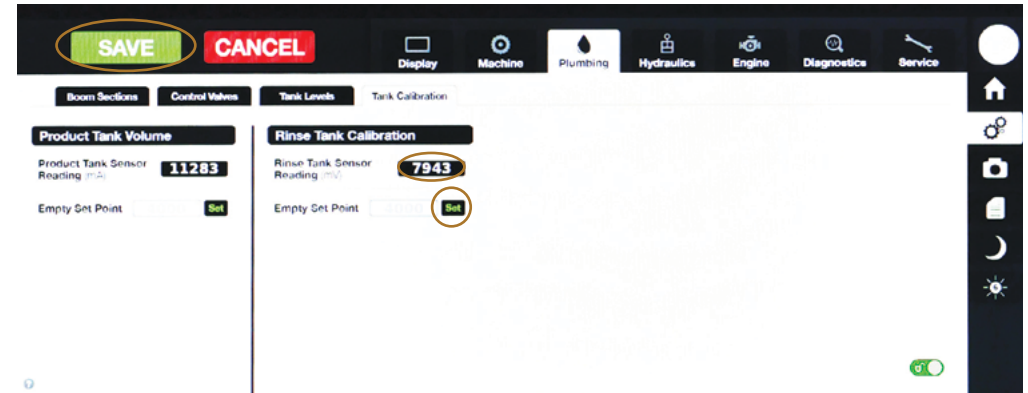 SAVE CANCEL
Display Machine Plumbing Hydraulics Engine Diagnostics Service
Boom Sections Control Valves Tank Levels Tank Calibration
Product Tank Volume
Product Tank Sensor
Reading (mA) 11283
Empty Set Point Set
Rinse Tank Calibration
Rinse Tank Sensor
Reading (mV) 7943
Empty Set Point 4000 Set